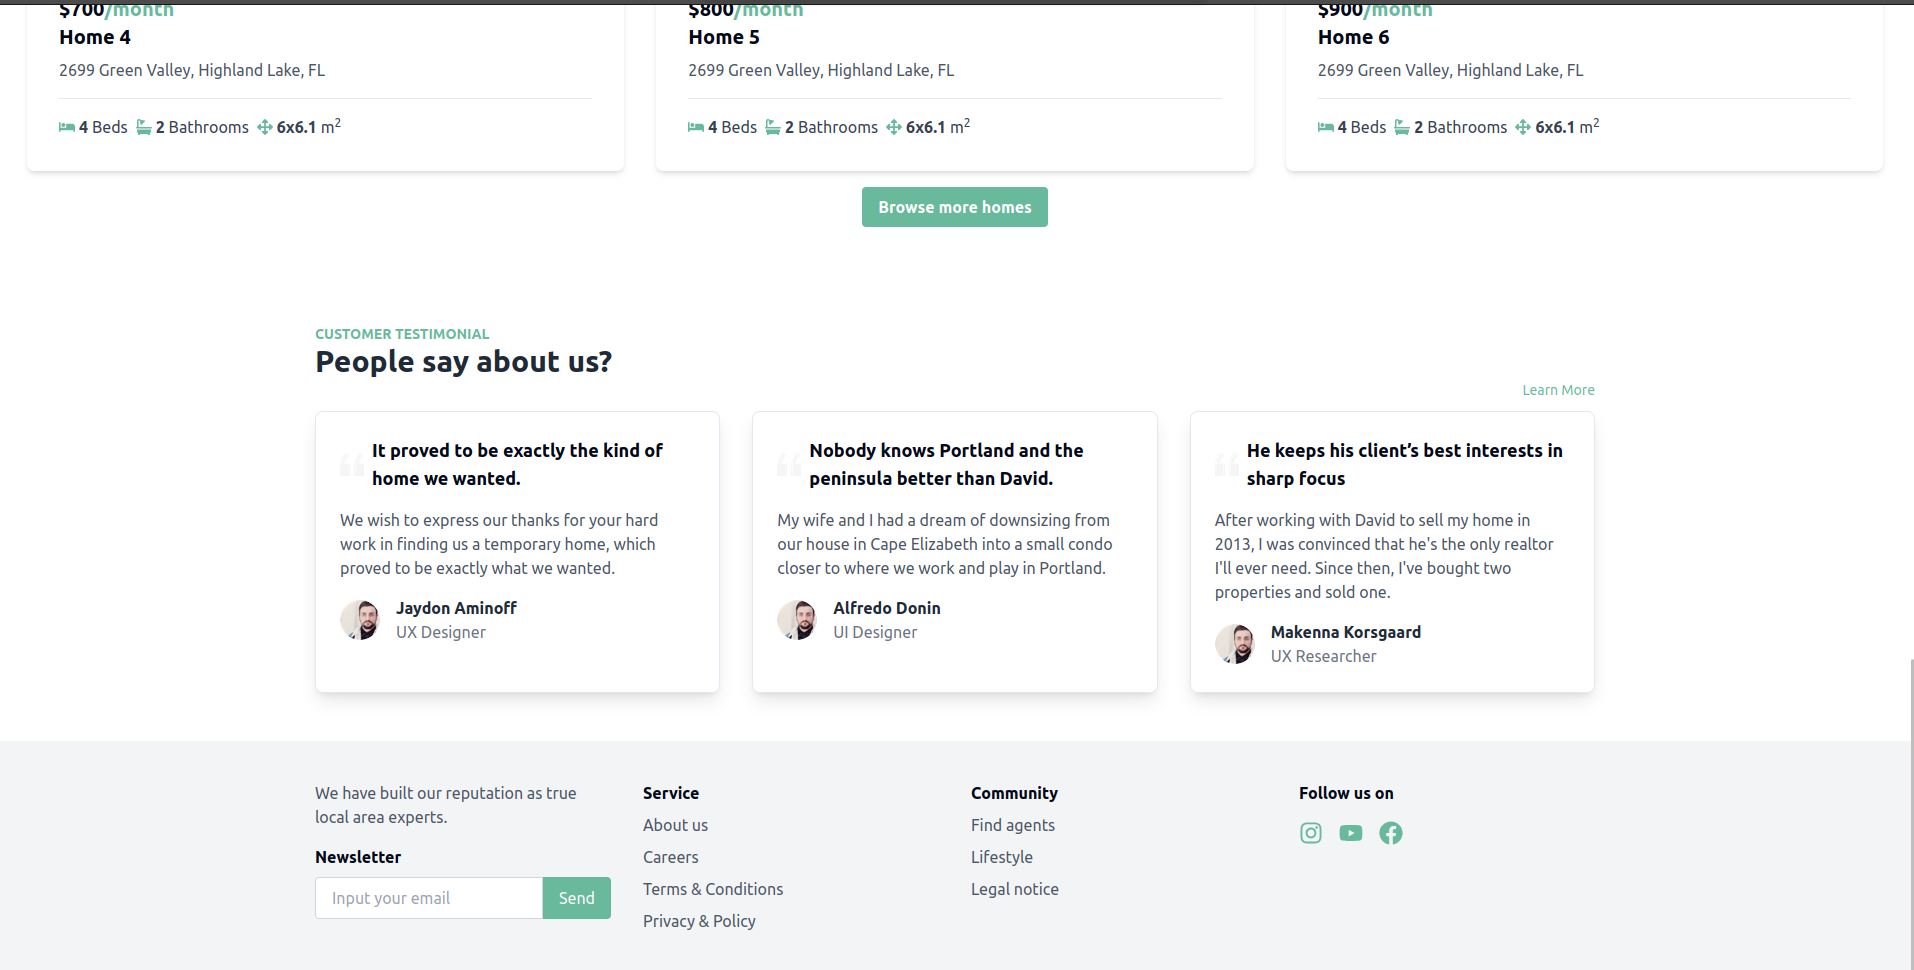 $700/month
Home 4
2699 Green Valley, Highland Lake, FL
4 Beds 2 Bathrooms 6x6.1 m²
$800/month
Home 5
2699 Green Valley, Highland Lake, FL
4 Beds 2 Bathrooms 6x6.1 m²
$900/month
Home 6
2699 Green Valley, Highland Lake, FL
4 Beds 2 Bathrooms 6x6.1 m²
Browse more homes
CUSTOMER TESTIMONIAL
People say about us?
Learn More
“ It proved to be exactly the kind of
home we wanted.
We wish to express our thanks for your hard
work in finding us a temporary home, which
proved to be exactly what we wanted.
Jaydon Aminoff
UX Designer
“ Nobody knows Portland and the
peninsula better than David.
My wife and I had a dream of downsizing from
our house in Cape Elizabeth into a small condo
closer to where we work and play in Portland.
Alfredo Donin
UI Designer
“ He keeps his client’s best interests in
sharp focus
After working with David to sell my home in
2013, I was convinced that he's the only realtor
I'll ever need. Since then, I've bought two
properties and sold one.
Makenna Korsgaard
UX Researcher
We have built our reputation as true
local area experts.
Newsletter
Input your email
Send
Service
About us
Careers
Terms & Conditions
Privacy & Policy
Community
Find agents
Lifestyle
Legal notice
Follow us on